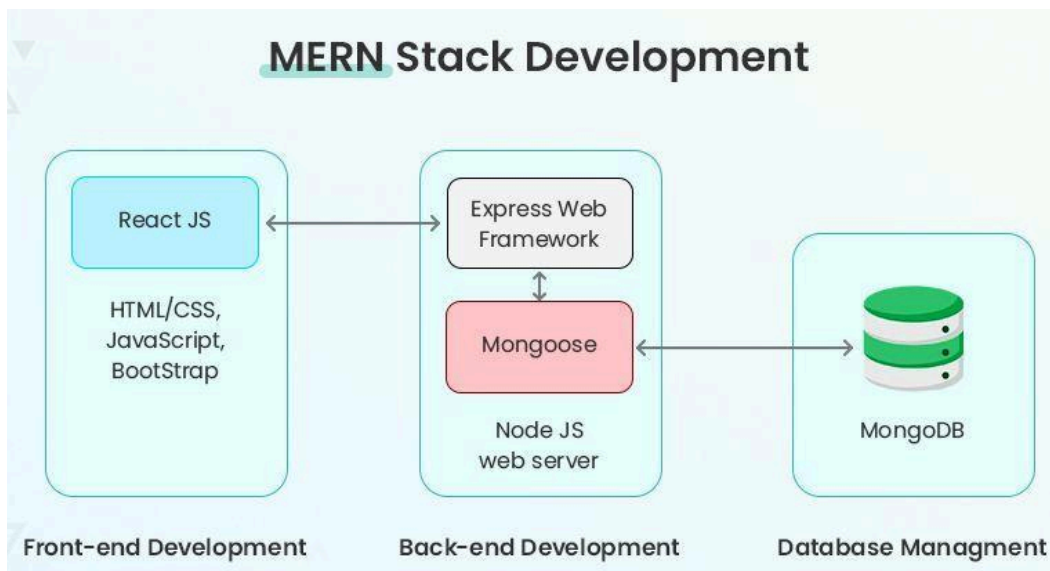 MERN Stack Development
React JS
HTML/CSS,
JavaScript,
BootStrap
Express Web
Framework
Mongoose
Node JS
web server
MongoDB
Front-end Development
Back-end Development
Database Managment